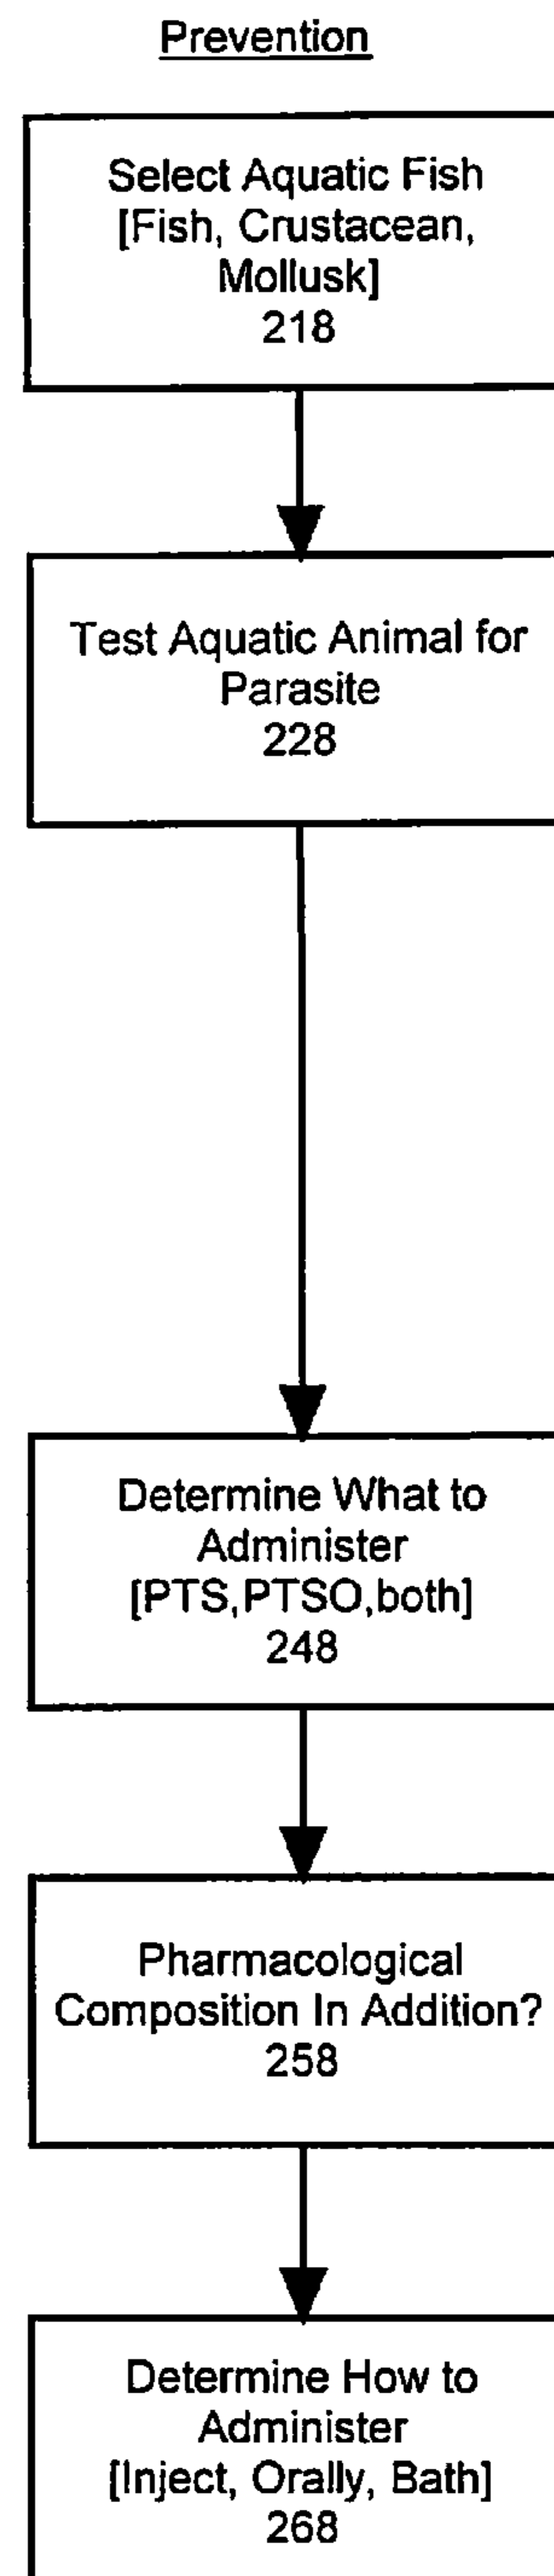 Prevention
Select Aquatic Fish
[Fish, Crustacean,
Mollusk]
218
Test Aquatic Animal for
Parasite
228
Determine What to
Administer
[PTS,PTSO,both]
248
Pharmacological
Composition In Addition?
258
Determine How to
Administer
[Inject, Orally, Bath]
268